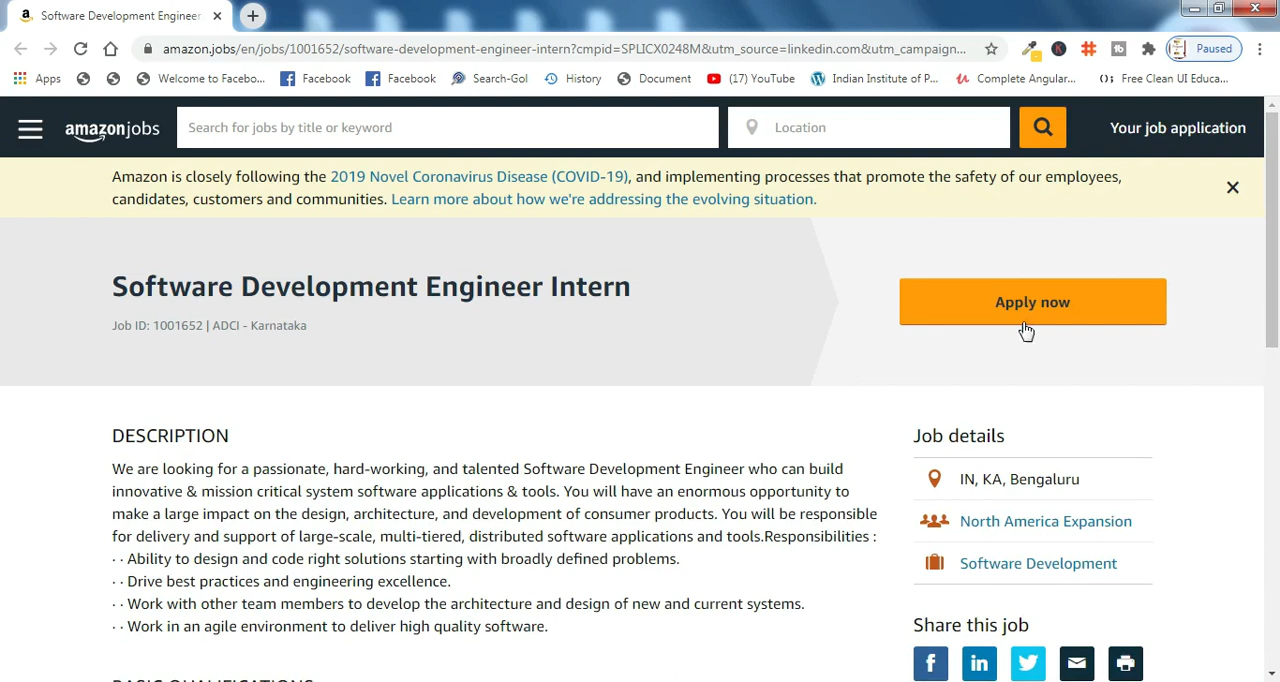 Software Development Engineer
amazon.jobs/en/jobs/1001652/software-development-engineer-intern?cmpid=SPLICX0248M&utm_source=linkedin.com&utm_campaign...
Paused
Apps
Welcome to Facebo...
Facebook
Facebook
Search-Gol
History
Document
(17) YouTube
Indian Institute of P...
Complete Angular...
Free Clean UI Educa...
amazonjobs
Search for jobs by title or keyword
Location
Your job application
Amazon is closely following the 2019 Novel Coronavirus Disease (COVID-19), and implementing processes that promote the safety of our employees,
candidates, customers and communities. Learn more about how we're addressing the evolving situation.
Software Development Engineer Intern
Job ID: 1001652 | ADCI - Karnataka
Apply now
DESCRIPTION
We are looking for a passionate, hard-working, and talented Software Development Engineer who can build
innovative & mission critical system software applications & tools. You will have an enormous opportunity to
make a large impact on the design, architecture, and development of consumer products. You will be responsible
for delivery and support of large-scale, multi-tiered, distributed software applications and tools.Responsibilities :
· · Ability to design and code right solutions starting with broadly defined problems.
· · Drive best practices and engineering excellence.
· · Work with other team members to develop the architecture and design of new and current systems.
· · Work in an agile environment to deliver high quality software.
Job details
IN, KA, Bengaluru
North America Expansion
Software Development
Share this job
BASIC QUALIFICATIONS